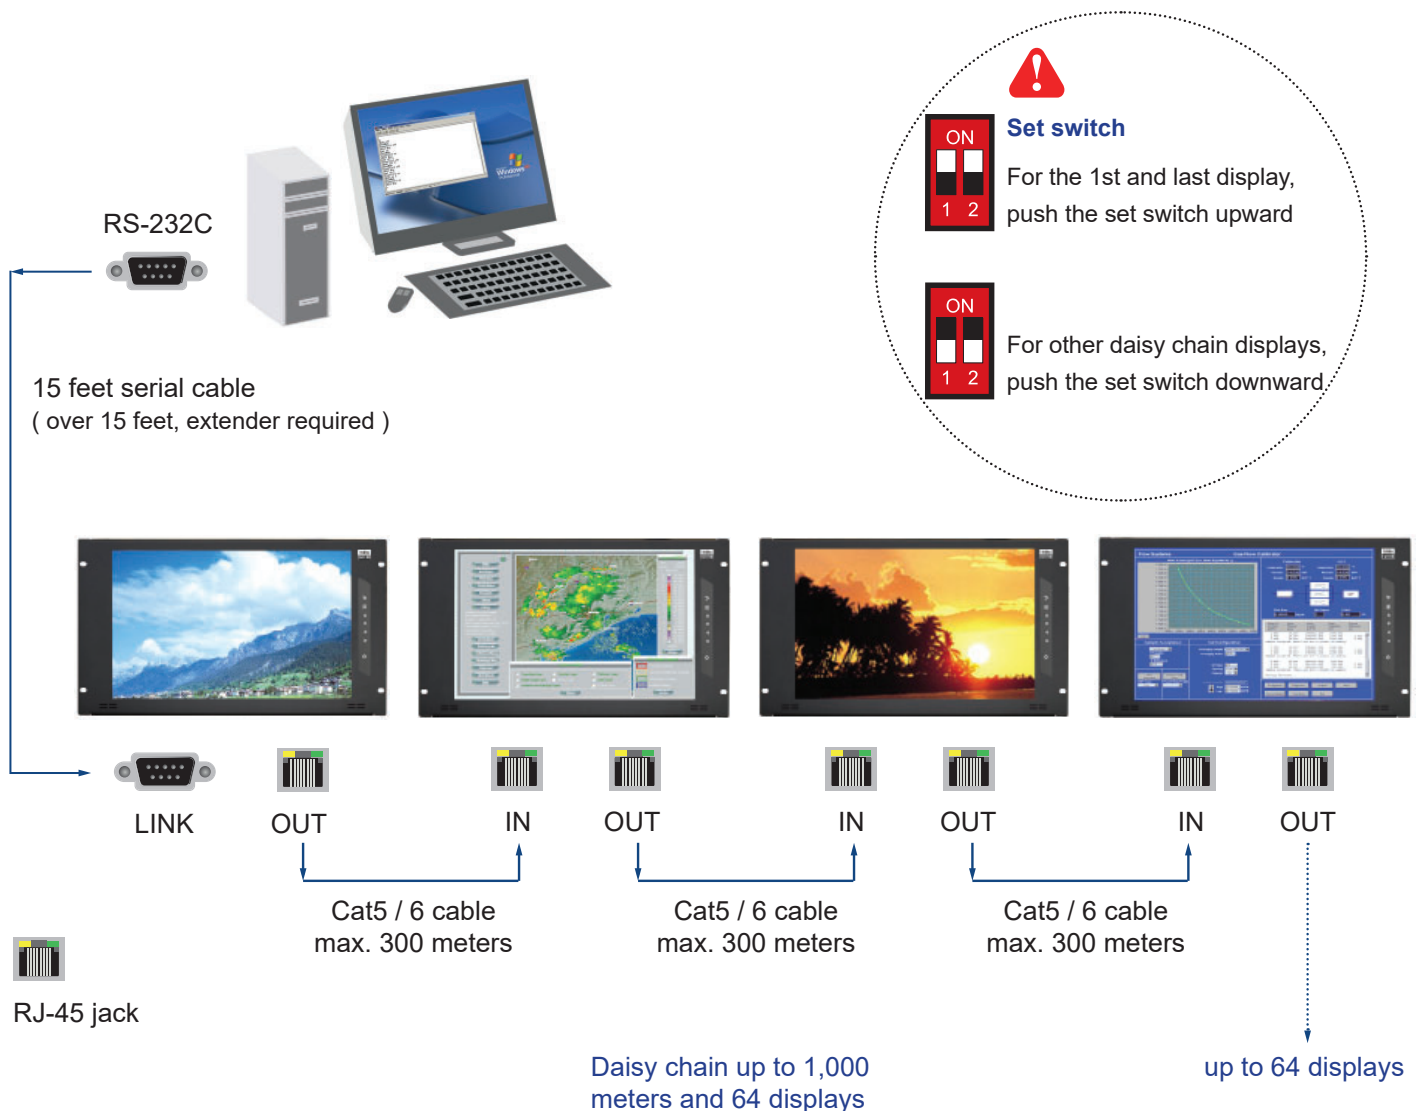 Set switch
ON
1 2
For the 1st and last display,
push the set switch upward
ON
1 2
For other daisy chain displays,
push the set switch downward.
RS-232C
Windows
15 feet serial cable
( over 15 feet, extender required )
LINK
OUT
IN
OUT
IN
OUT
IN
OUT
Cat5 / 6 cable
max. 300 meters
Cat5 / 6 cable
max. 300 meters
Cat5 / 6 cable
max. 300 meters
RJ-45 jack
Daisy chain up to 1,000
meters and 64 displays
up to 64 displays